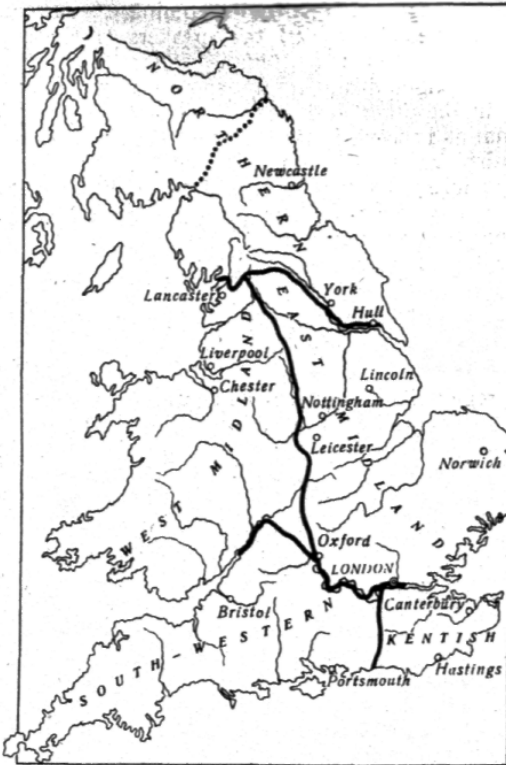 NORTHERN
Newcastle
Lancaster
York
Hull
EAST MIDLAND
Liverpool
Chester
Lincoln
Nottingham
Leicester
Norwich
WEST MIDLAND
Oxford
LONDON
Bristol
Canterbury
KENTISH
SOUTH-WESTERN
Portsmouth
Hastings